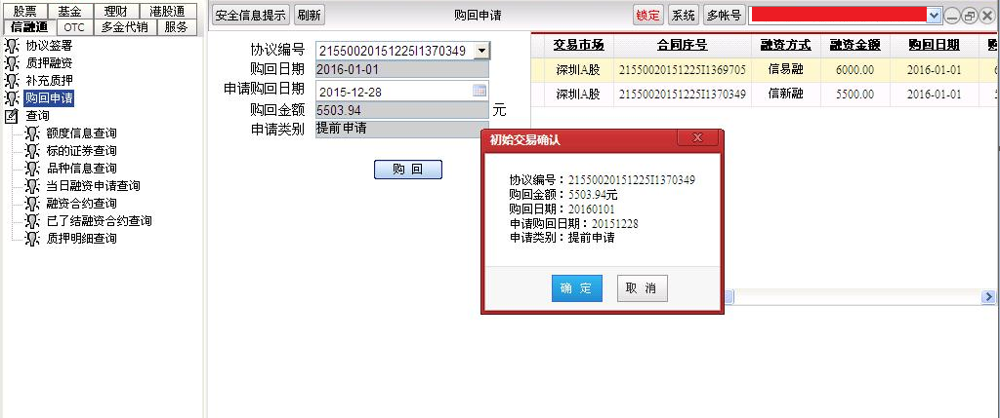 股票 基金 理财 港股通
信融通 OTC 多金代销 服务
协议签署
质押融资
补充质押
购回申请
查询
额度信息查询
标的证券查询
品种信息查询
当日融资申请查询
融资合约查询
已了结融资合约查询
质押明细查询
安全信息提示 刷新 购回申请 锁定 系统 多帐号
协议编号 21550020151225I1370349
购回日期 2016-01-01
申请购回日期 2015-12-28
购回金额 5503.94 元
申请类别 提前申请
购 回
交易市场 合同序号 融资方式 融资金额 购回日期 购
深圳A股 21550020151225I1369705 信易融 6000.00 2016-01-01 6
深圳A股 21550020151225I1370349 信新融 5500.00 2016-01-01 5
初始交易确认
协议编号：21550020151225I1370349
购回金额：5503.94元
购回日期：20160101
申请购回日期：20151228
申请类别：提前申请
确 定 取 消